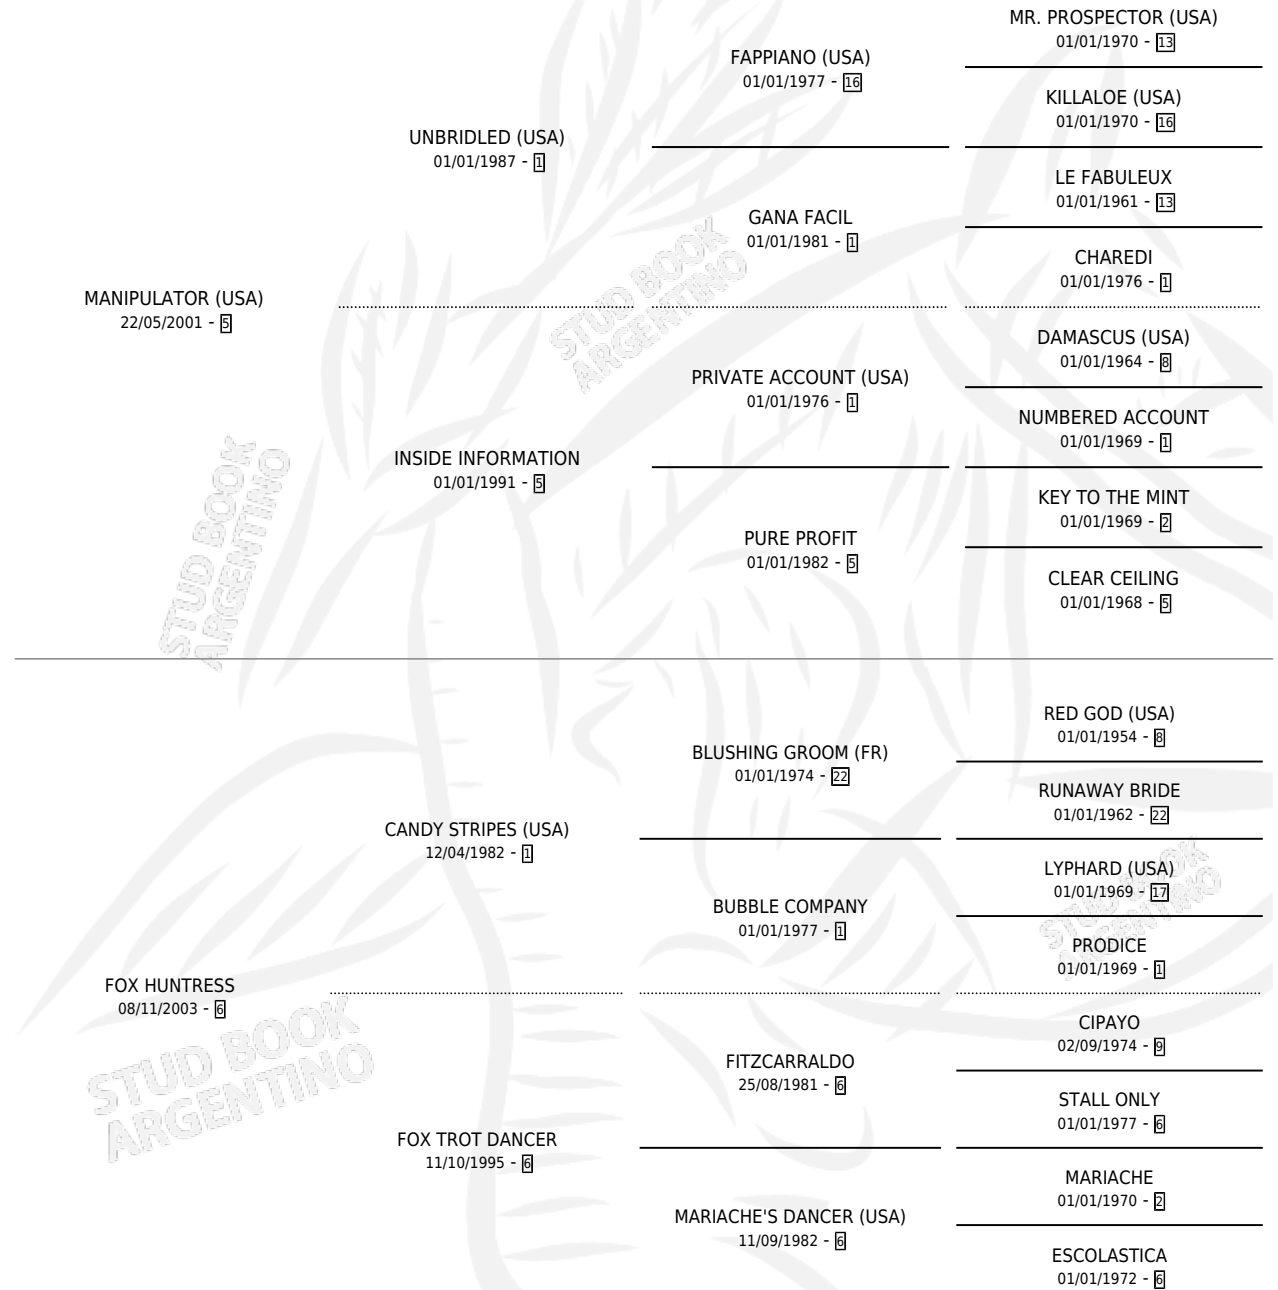 MR. PROSPECTOR (USA)
01/01/1970 - 13
FAPPIANO (USA)
01/01/1977 - 16
KILLALOE (USA)
01/01/1970 - 16
UNBRIDLED (USA)
01/01/1987 - 1
LE FABULEUX
01/01/1961 - 13
GANA FACIL
01/01/1981 - 1
CHAREDI
01/01/1976 - 1
MANIPULATOR (USA)
22/05/2001 - 5
DAMASCUS (USA)
01/01/1964 - 8
PRIVATE ACCOUNT (USA)
01/01/1976 - 1
NUMBERED ACCOUNT
01/01/1969 - 1
INSIDE INFORMATION
01/01/1991 - 5
KEY TO THE MINT
01/01/1969 - 2
PURE PROFIT
01/01/1982 - 5
CLEAR CEILING
01/01/1968 - 5
RED GOD (USA)
01/01/1954 - 8
BLUSHING GROOM (FR)
01/01/1974 - 22
RUNAWAY BRIDE
01/01/1962 - 22
CANDY STRIPES (USA)
12/04/1982 - 1
LYPHARD (USA)
01/01/1969 - 17
BUBBLE COMPANY
01/01/1977 - 1
PRODICE
01/01/1969 - 1
FOX HUNTRESS
08/11/2003 - 6
CIPAYO
02/09/1974 - 9
FITZCARRALDO
25/08/1981 - 6
STALL ONLY
01/01/1977 - 6
FOX TROT DANCER
11/10/1995 - 6
MARIACHE
01/01/1970 - 2
MARIACHE'S DANCER (USA)
11/09/1982 - 6
ESCOLASTICA
01/01/1972 - 6
STUD BOOK
ARGENTINO
STUD BOOK
ARGENTINO
STUD BOOK
ARGENTINO
STUD BOOK
ARGENTINO